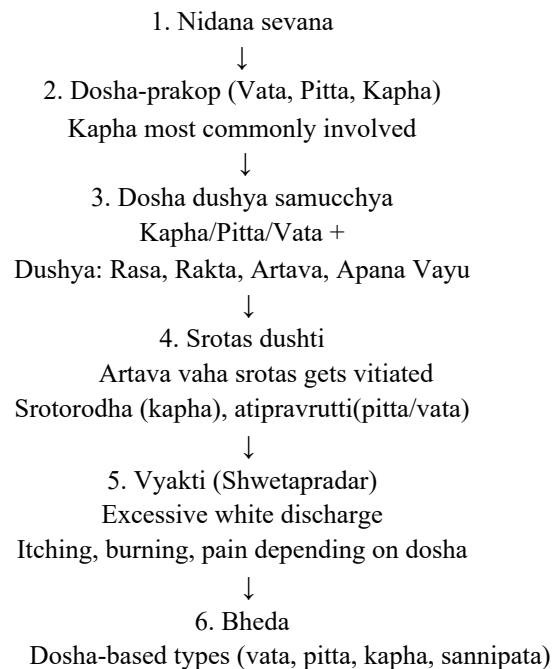 1. Nidana sevana
↓
2. Dosha-prakop (Vata, Pitta, Kapha)
Kapha most commonly involved
↓
3. Dosha dushya samucchya
Kapha/Pitta/Vata +
Dushya: Rasa, Rakta, Artava, Apana Vayu
↓
4. Srotas dushti
Artava vaha srotas gets vitiated
Srotorodha (kapha), atipravrutti(pitta/vata)
↓
5. Vyakti (Shwetapradar)
Excessive white discharge
Itching, burning, pain depending on dosha
↓
6. Bheda
Dosha-based types (vata, pitta, kapha, sannipata)